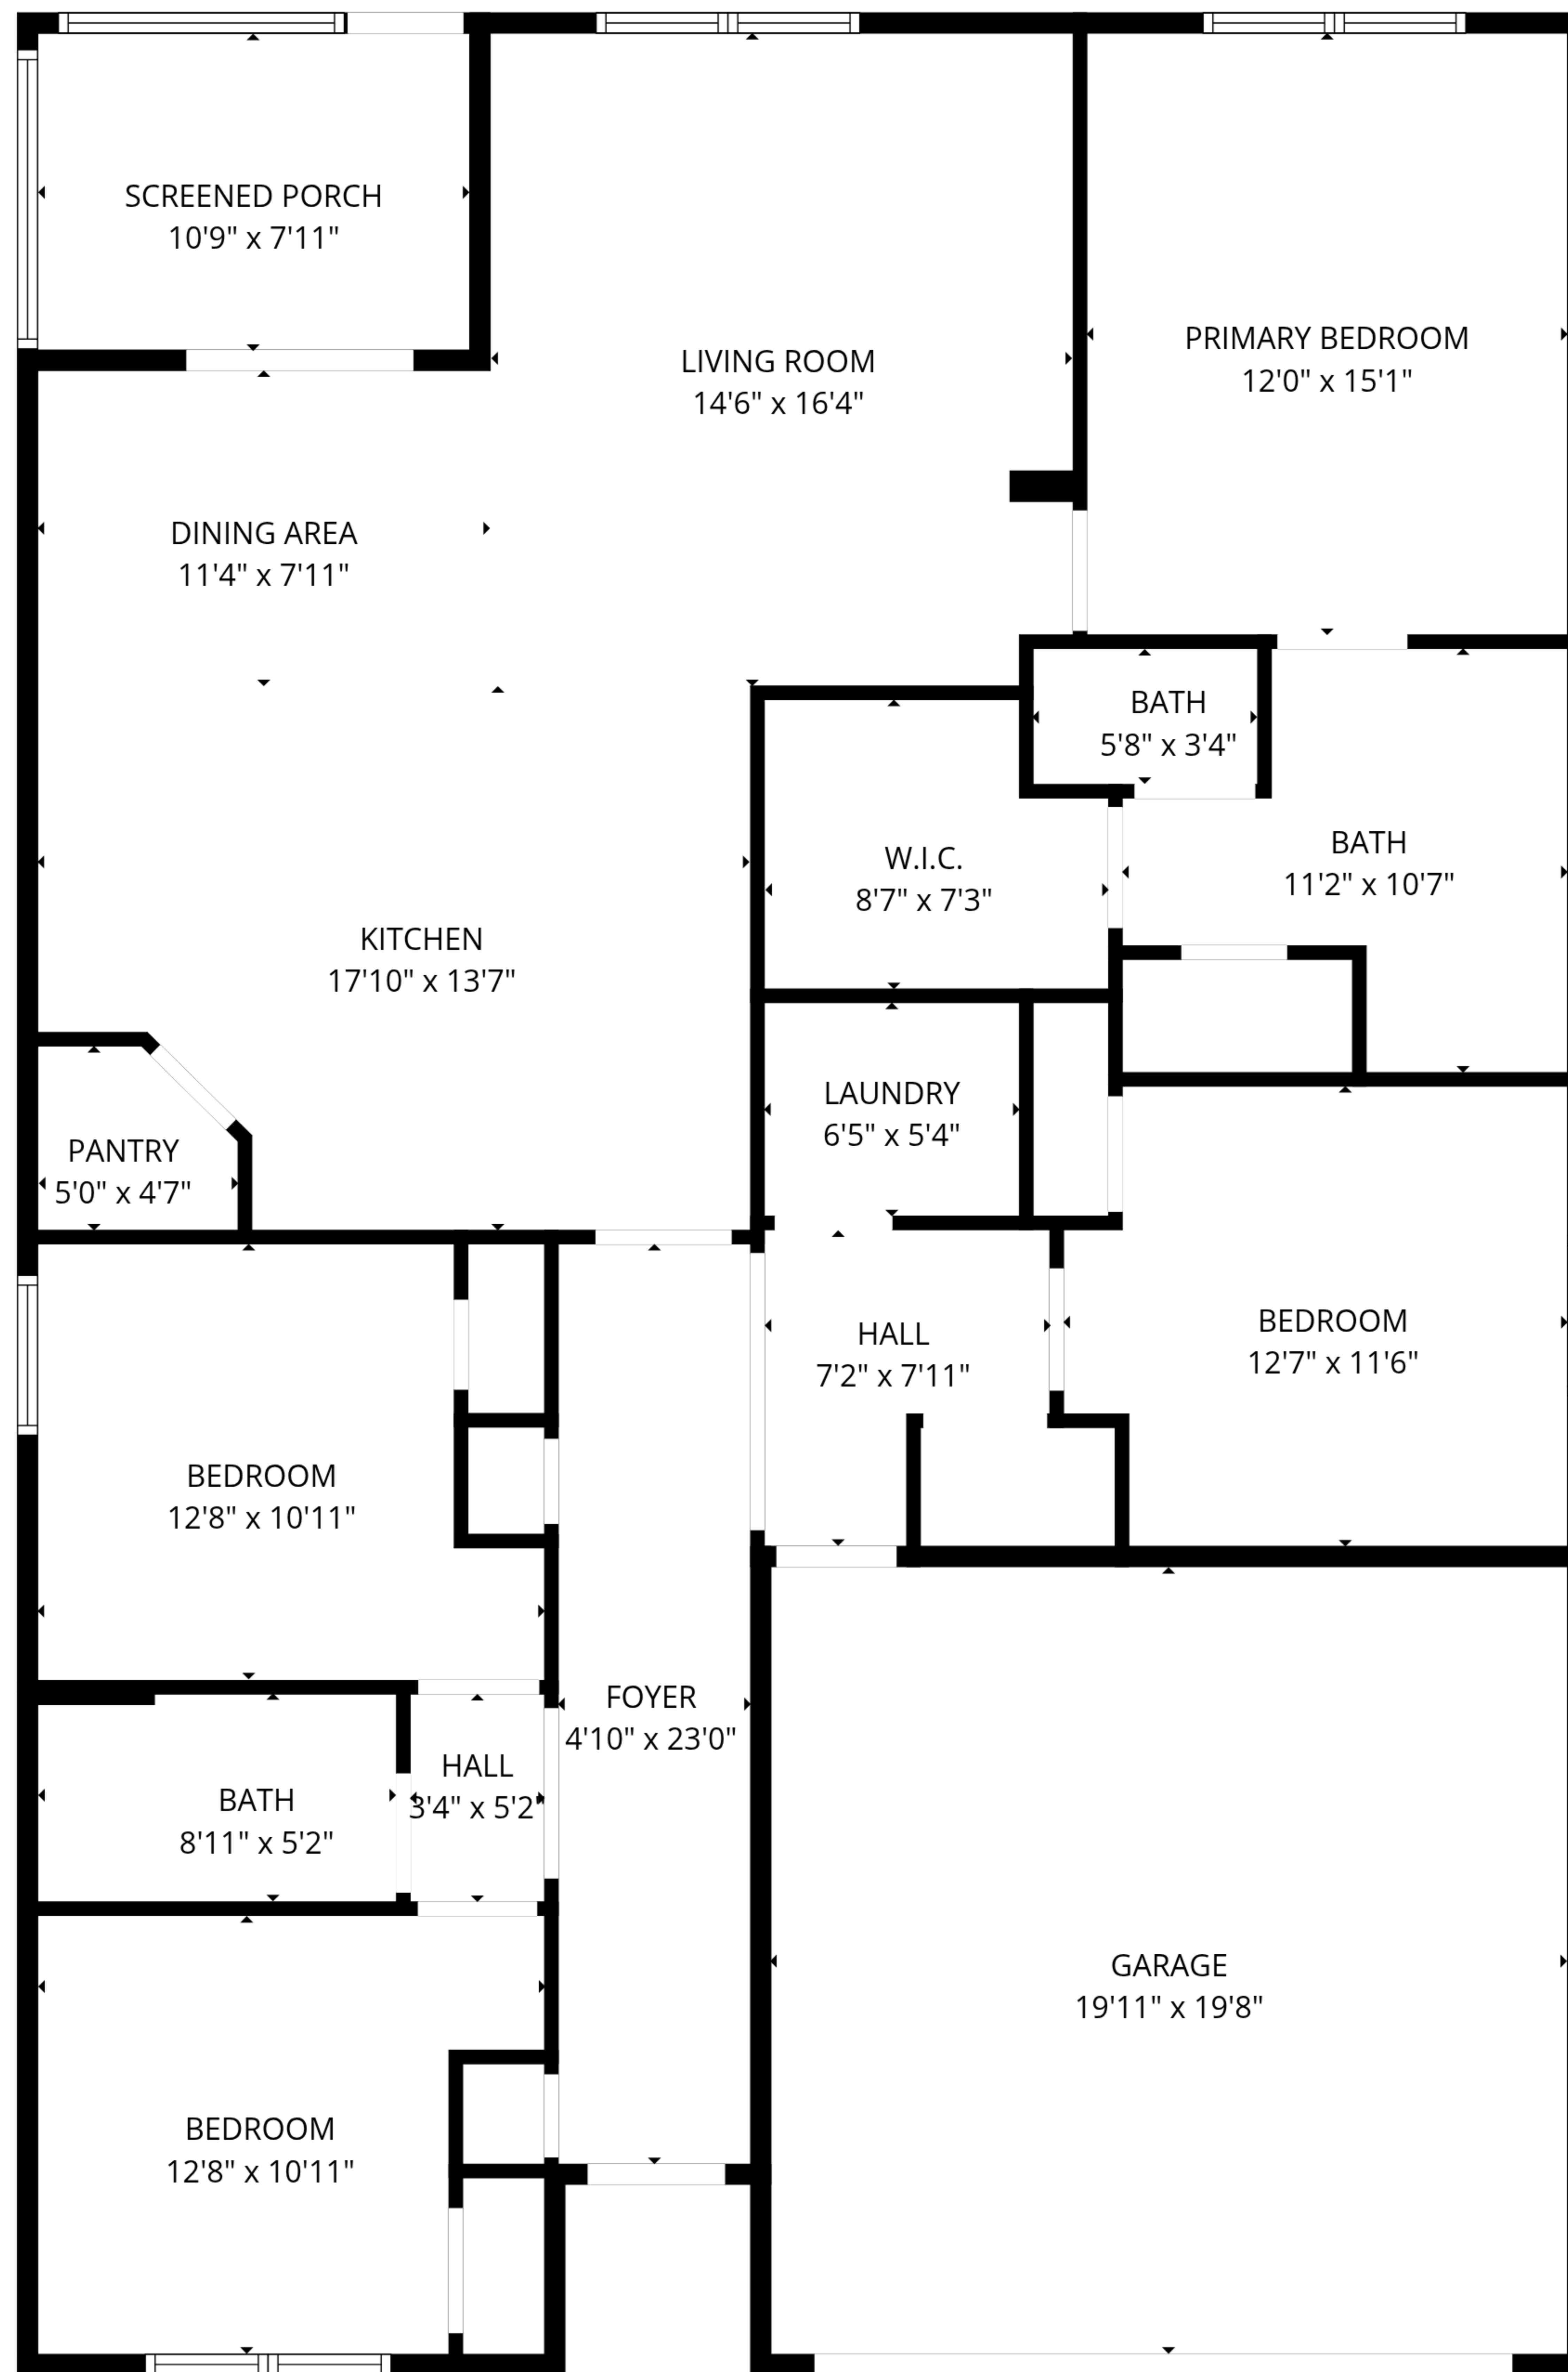 SCREENED PORCH
10'9" x 7'11"
LIVING ROOM
14'6" x 16'4"
PRIMARY BEDROOM
12'0" x 15'1"
DINING AREA
11'4" x 7'11"
BATH
5'8" x 3'4"
W.I.C.
8'7" x 7'3"
BATH
11'2" x 10'7"
KITCHEN
17'10" x 13'7"
LAUNDRY
6'5" x 5'4"
PANTRY
5'0" x 4'7"
HALL
7'2" x 7'11"
BEDROOM
12'7" x 11'6"
BEDROOM
12'8" x 10'11"
FOYER
4'10" x 23'0"
HALL
3'4" x 5'2"
BATH
8'11" x 5'2"
GARAGE
19'11" x 19'8"
BEDROOM
12'8" x 10'11"